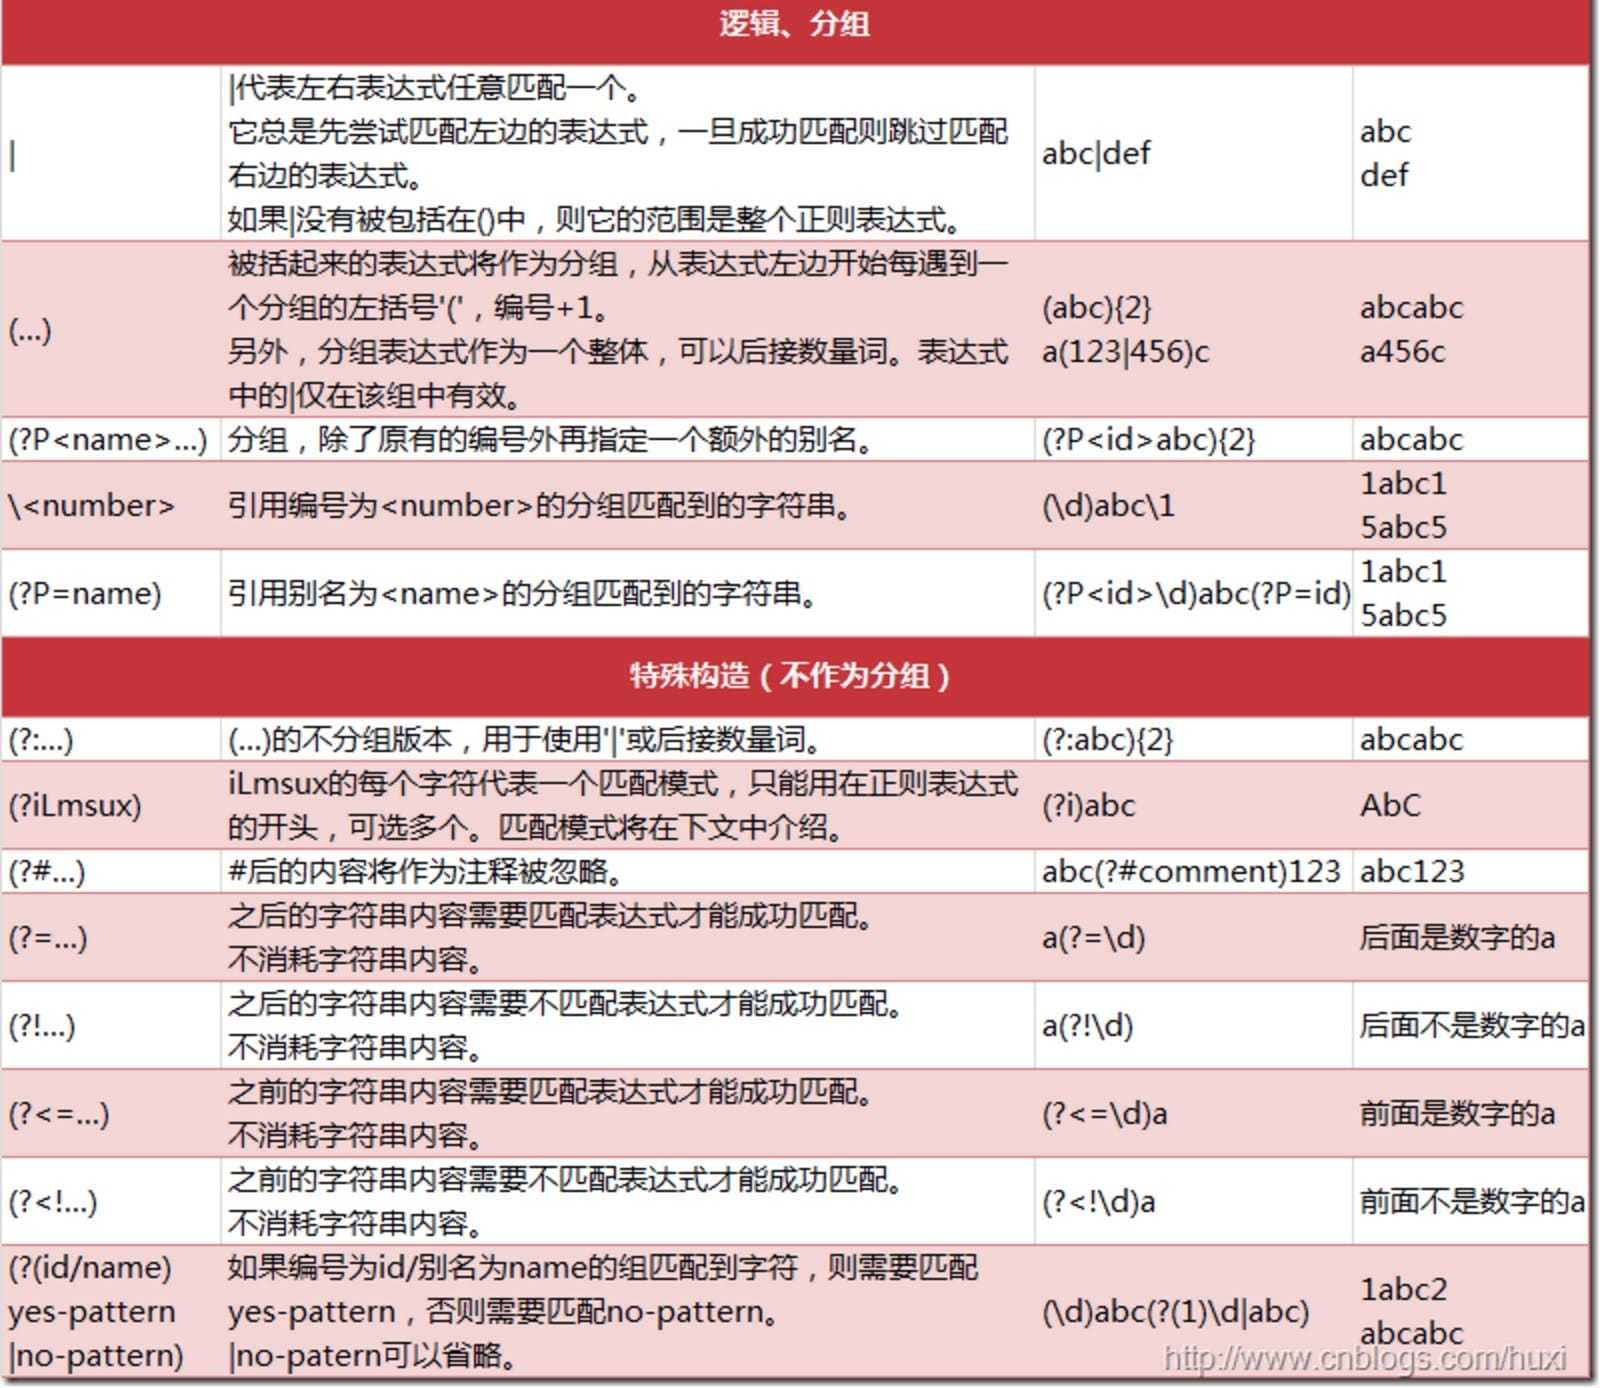 逻辑、分组
|
|代表左右表达式任意匹配一个。
它总是先尝试匹配左边的表达式，一旦成功匹配则跳过匹配
右边的表达式。
如果|没有被包括在()中，则它的范围是整个正则表达式。
abc|def
abc
def
(...)
被括起来的表达式将作为分组，从表达式左边开始每遇到一
个分组的左括号'('，编号+1。
另外，分组表达式作为一个整体，可以后接数量词。表达式
中的|仅在该组中有效。
(abc){2}
a(123|456)c
abcabc
a456c
(?P<name>...)
分组，除了原有的编号外再指定一个额外的别名。
(?P<id>abc){2}
abcabc
\<number>
引用编号为<number>的分组匹配到的字符串。
(\d)abc\1
1abc1
5abc5
(?P=name)
引用别名为<name>的分组匹配到的字符串。
(?P<id>\d)abc(?P=id)
1abc1
5abc5
特殊构造（不作为分组）
(?:...)
(...)的不分组版本，用于使用'|'或后接数量词。
(?:abc){2}
abcabc
(?iLmsux)
iLmsux的每个字符代表一个匹配模式，只能用在正则表达式
的开头，可选多个。匹配模式将在下文中介绍。
(?i)abc
AbC
(?#...)
#后的内容将作为注释被忽略。
abc(?#comment)123
abc123
(?=...)
之后的字符串内容需要匹配表达式才能成功匹配。
不消耗字符串内容。
a(?=\d)
后面是数字的a
(?!...)
之后的字符串内容需要不匹配表达式才能成功匹配。
不消耗字符串内容。
a(?!\d)
后面不是数字的a
(?<=...)
之前的字符串内容需要匹配表达式才能成功匹配。
不消耗字符串内容。
(?<=\d)a
前面是数字的a
(?<!...)
之前的字符串内容需要不匹配表达式才能成功匹配。
不消耗字符串内容。
(?<!\d)a
前面不是数字的a
(?(id/name)
yes-pattern
|no-pattern)
如果编号为id/别名为name的组匹配到字符，则需要匹配
yes-pattern，否则需要匹配no-pattern。
|no-patern可以省略。
(\d)abc(?(1)\d|abc)
1abc2
abcabc
http://www.cnblogs.com/huxi